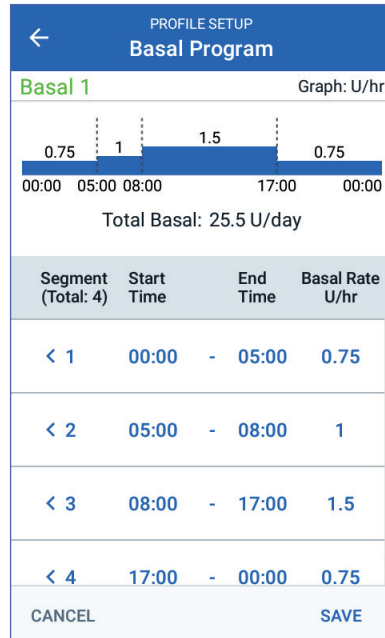 PROFILE SETUP
Basal Program
Basal 1 Graph: U/hr
0.75 1 1.5 0.75
00:00 05:00 08:00 17:00 00:00
Total Basal: 25.5 U/day
Segment Start End Basal Rate
(Total: 4) Time Time U/hr
< 1 00:00 - 05:00 0.75
< 2 05:00 - 08:00 1
< 3 08:00 - 17:00 1.5
< 4 17:00 - 00:00 0.75
CANCEL SAVE